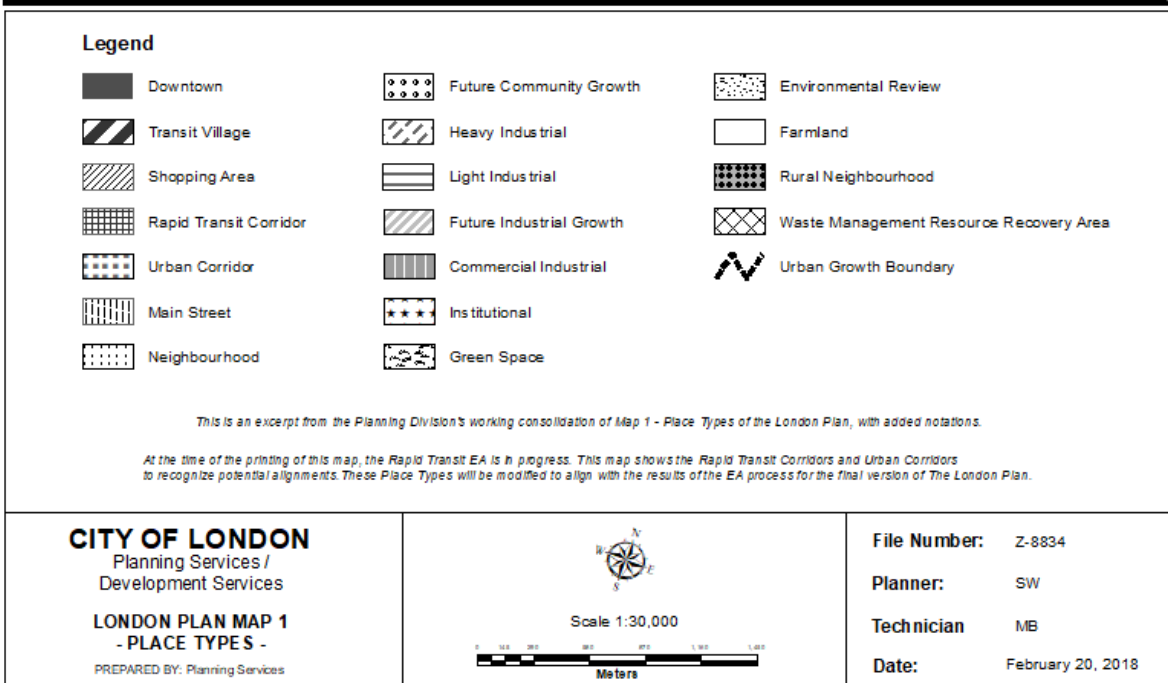 Legend
Downtown
Transit Village
Shopping Area
Rapid Transit Corridor
Urban Corridor
Main Street
Neighbourhood
Future Community Growth
Heavy Industrial
Light Industrial
Future Industrial Growth
Commercial Industrial
Institutional
Green Space
Environmental Review
Farmland
Rural Neighbourhood
Waste Management Resource Recovery Area
Urban Growth Boundary
This is an excerpt from the Planning Division's working consolidation of Map 1 - Place Types of the London Plan, with added notations.
At the time of the printing of this map, the Rapid Transit EA is in progress. This map shows the Rapid Transit Corridors and Urban Corridors
to recognize potential alignments. These Place Types will be modified to align with the results of the EA process for the final version of The London Plan.
CITY OF LONDON
Planning Services /
Development Services
LONDON PLAN MAP 1
- PLACE TYPES -
PREPARED BY: Planning Services
N
W
E
S
Scale 1:30,000
0
Meters
File Number: Z-8834
Planner: SW
Technician MB
Date: February 20, 2018